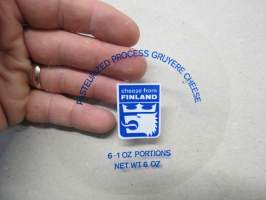 PASTEURIZED PROCESS GRUYERE CHEESE
cheese from
FINLAND
6-1 OZ PORTIONS
NET WT. 6 OZ.